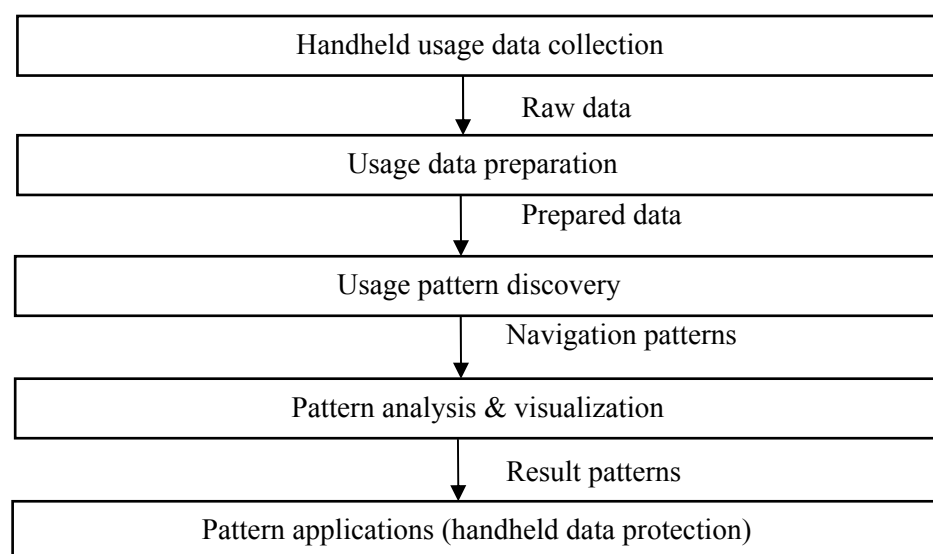 Handheld usage data collection
Raw data
Usage data preparation
Prepared data
Usage pattern discovery
Navigation patterns
Pattern analysis & visualization
Result patterns
Pattern applications (handheld data protection)